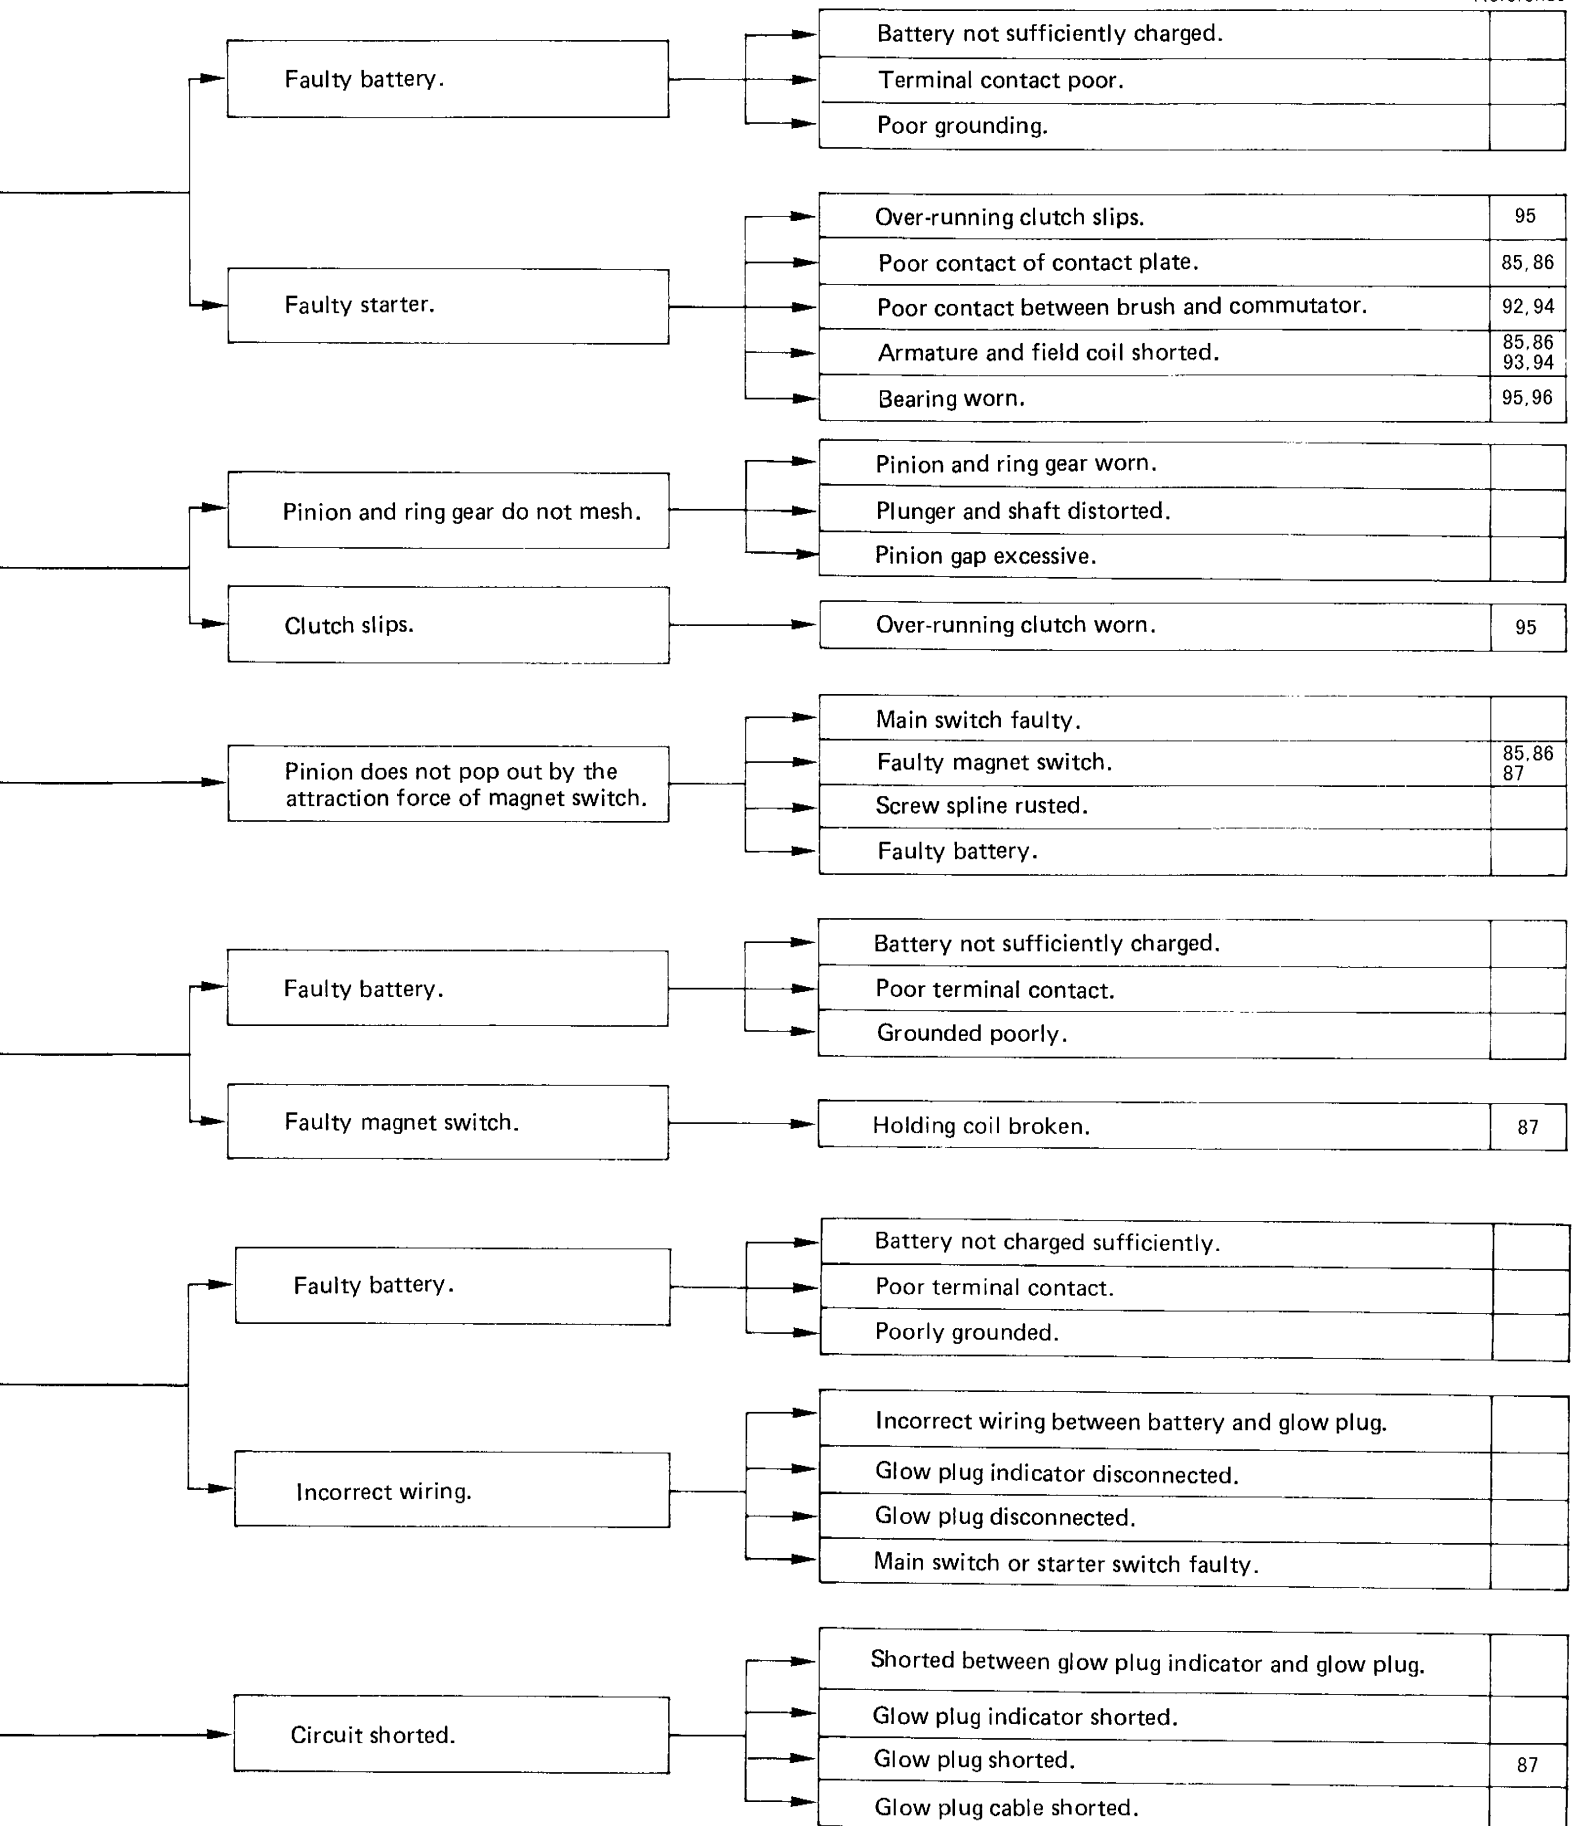 Faulty battery.
Battery not sufficiently charged.
Terminal contact poor.
Poor grounding.
Faulty starter.
Over-running clutch slips. 95
Poor contact of contact plate. 85,86
Poor contact between brush and commutator. 92,94
Armature and field coil shorted. 85,86
93,94
Bearing worn. 95,96
Pinion and ring gear do not mesh.
Pinion and ring gear worn.
Plunger and shaft distorted.
Pinion gap excessive.
Clutch slips.
Over-running clutch worn. 95
Pinion does not pop out by the
attraction force of magnet switch.
Main switch faulty.
Faulty magnet switch. 85,86
87
Screw spline rusted.
Faulty battery.
Faulty battery.
Battery not sufficiently charged.
Poor terminal contact.
Grounded poorly.
Faulty magnet switch.
Holding coil broken. 87
Faulty battery.
Battery not charged sufficiently.
Poor terminal contact.
Poorly grounded.
Incorrect wiring.
Incorrect wiring between battery and glow plug.
Glow plug indicator disconnected.
Glow plug disconnected.
Main switch or starter switch faulty.
Circuit shorted.
Shorted between glow plug indicator and glow plug.
Glow plug indicator shorted.
Glow plug shorted. 87
Glow plug cable shorted.